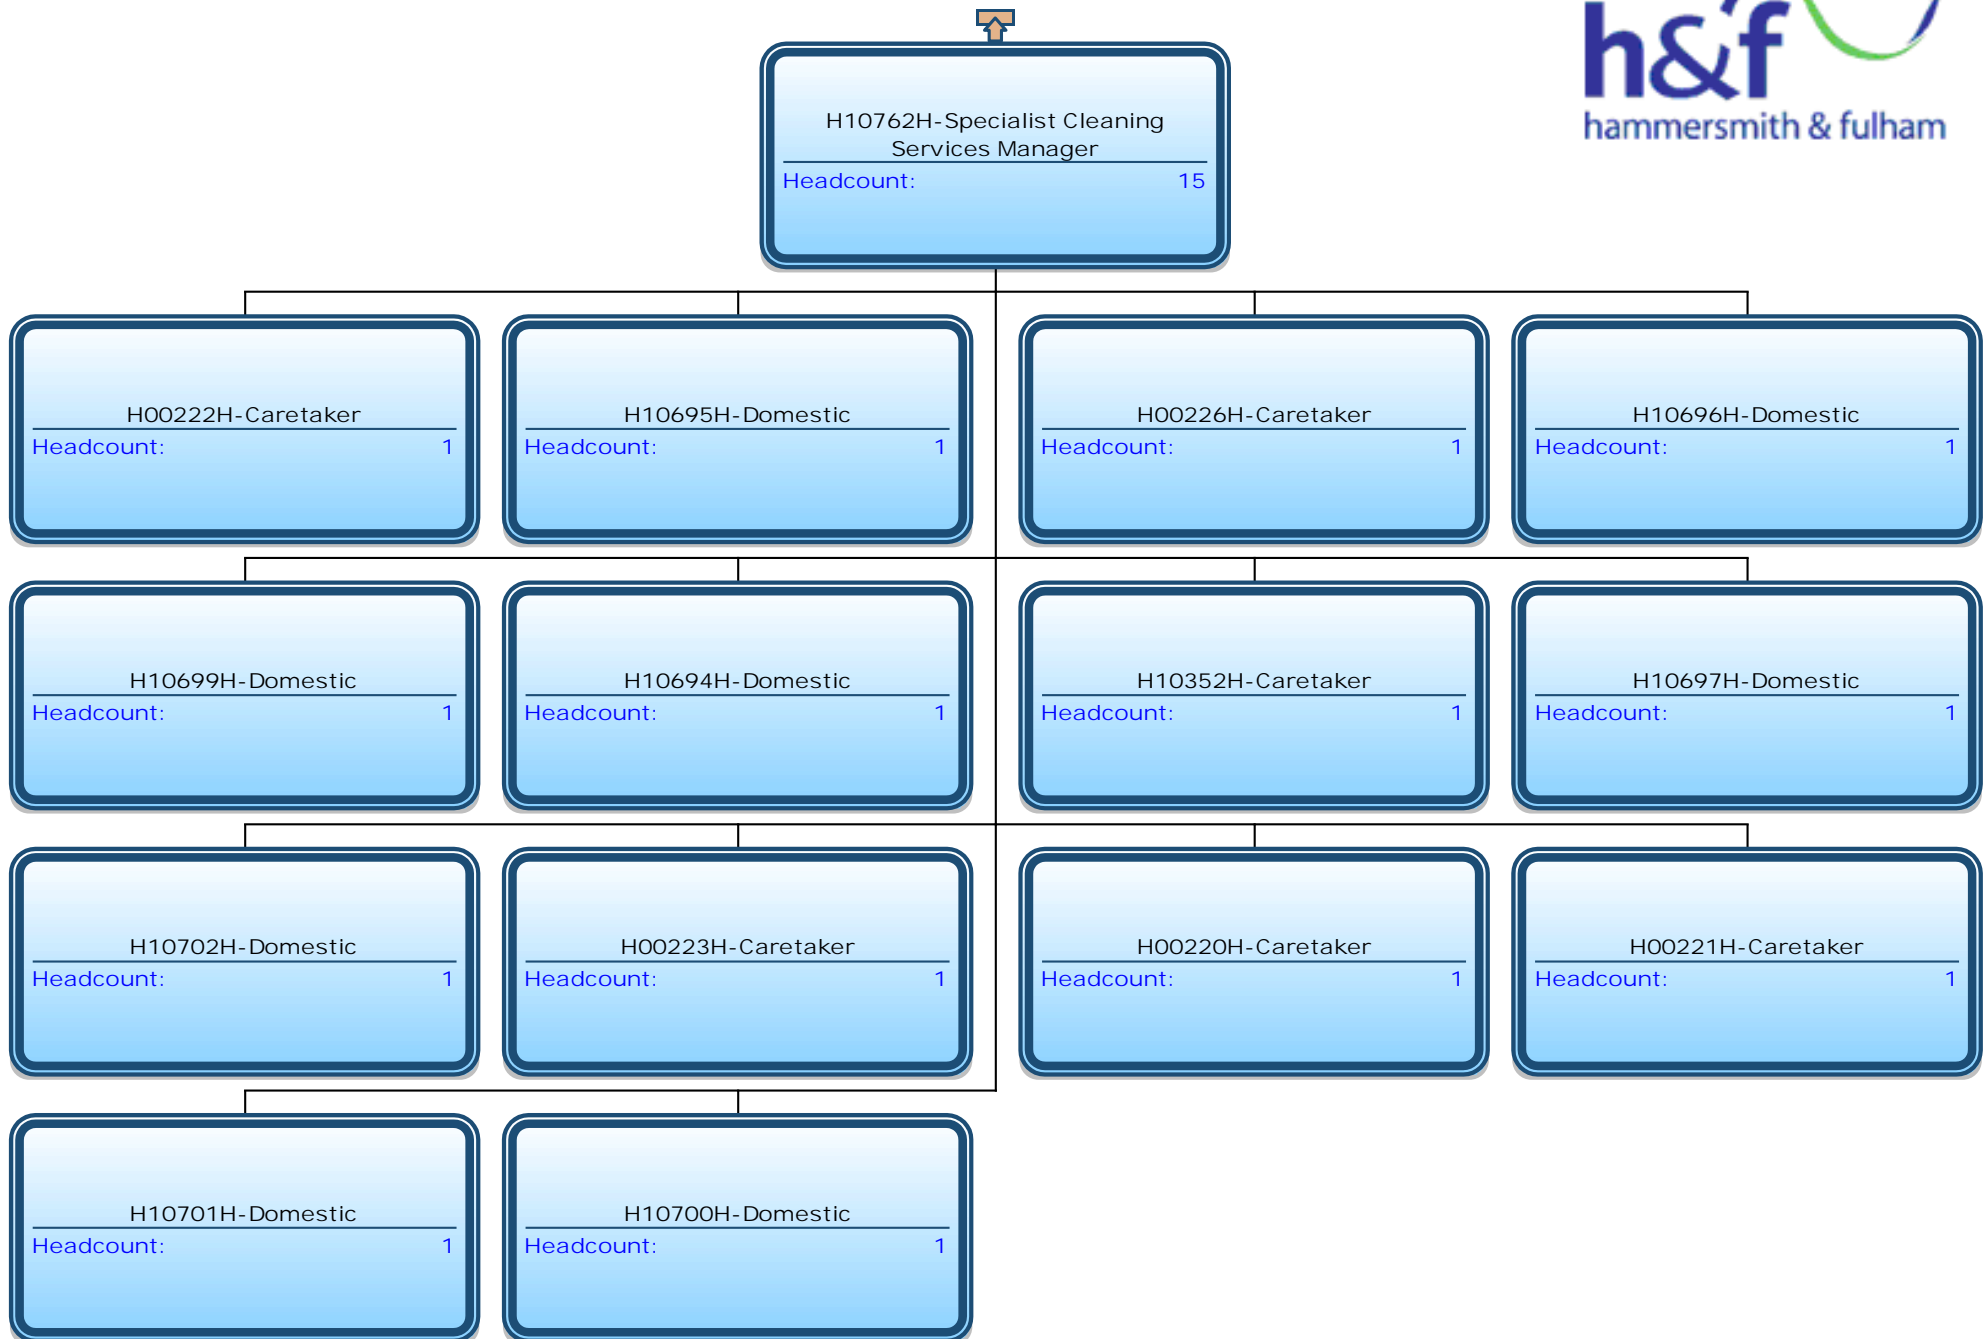 h&f
hammersmith & fulham
H10762H-Specialist Cleaning
Services Manager
Headcount: 15
H00222H-Caretaker
Headcount: 1
H10695H-Domestic
Headcount: 1
H00226H-Caretaker
Headcount: 1
H10696H-Domestic
Headcount: 1
H10699H-Domestic
Headcount: 1
H10694H-Domestic
Headcount: 1
H10352H-Caretaker
Headcount: 1
H10697H-Domestic
Headcount: 1
H10702H-Domestic
Headcount: 1
H00223H-Caretaker
Headcount: 1
H00220H-Caretaker
Headcount: 1
H00221H-Caretaker
Headcount: 1
H10701H-Domestic
Headcount: 1
H10700H-Domestic
Headcount: 1